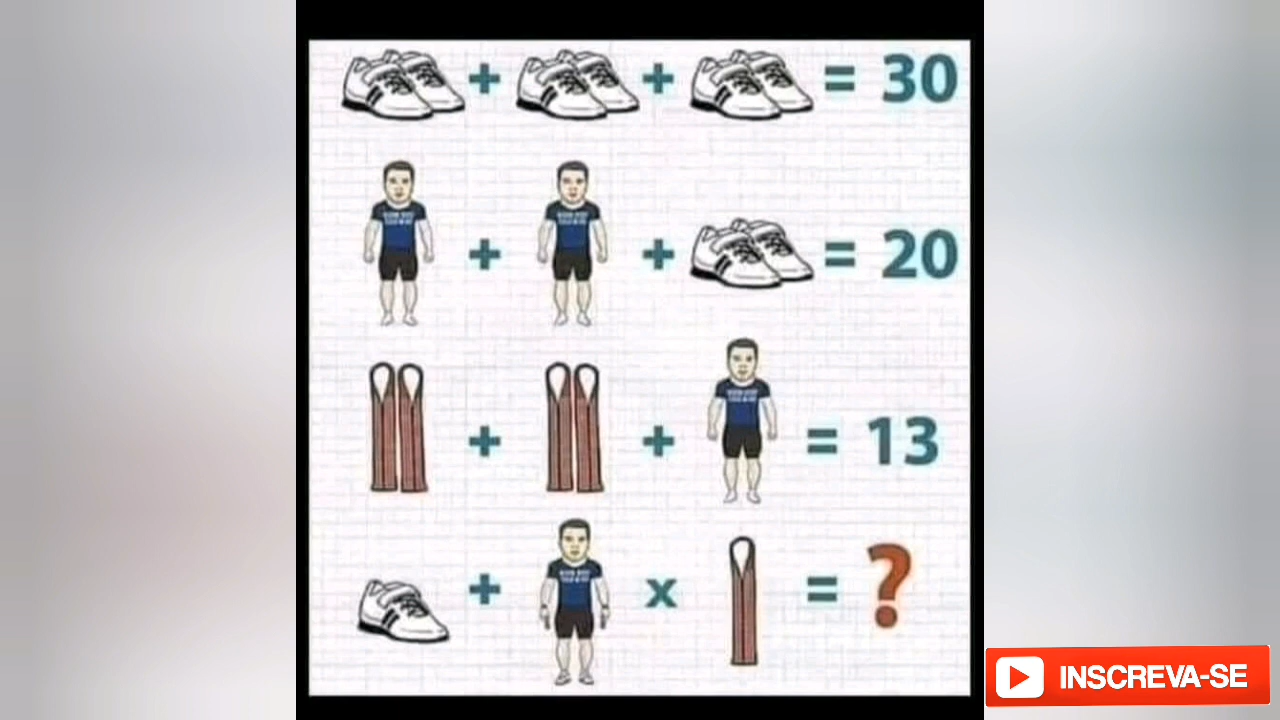 + + = 30
+ + = 20
+ + = 13
+ x = ?
INSCREVA-SE